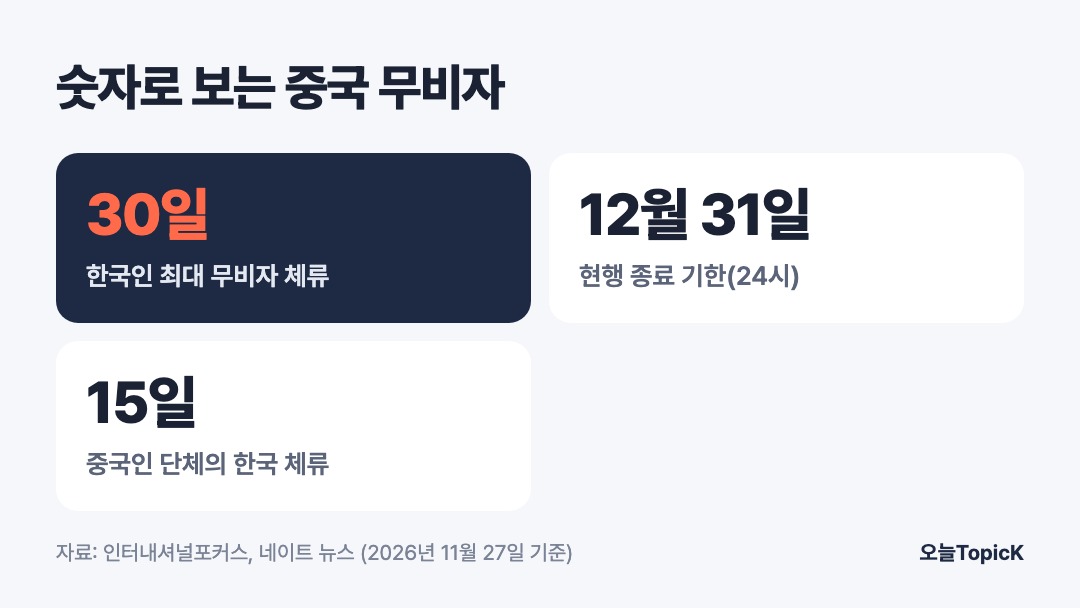 숫자로 보는 중국 무비자
30일
한국인 최대 무비자 체류
12월 31일
현행 종료 기한(24시)
15일
중국인 단체의 한국 체류
자료: 인터내셔널포커스, 네이트 뉴스 (2026년 11월 27일 기준)
오늘TopicK